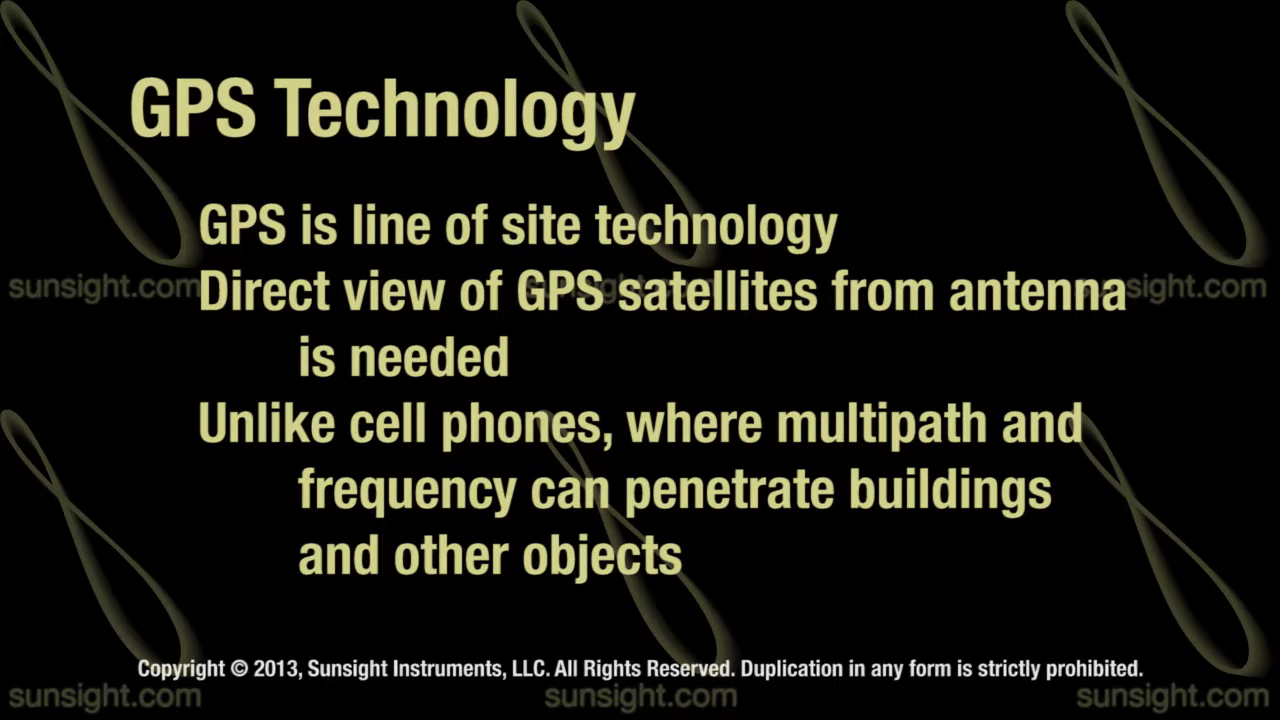 GPS Technology
GPS is line of site technology
sunsight.com
sunsight.com
sunsight.com
Direct view of GPS satellites from antenna
is needed
Unlike cell phones, where multipath and
frequency can penetrate buildings
and other objects
Copyright © 2013, Sunsight Instruments, LLC. All Rights Reserved. Duplication in any form is strictly prohibited.
sunsight.com
sunsight.com
sunsight.com